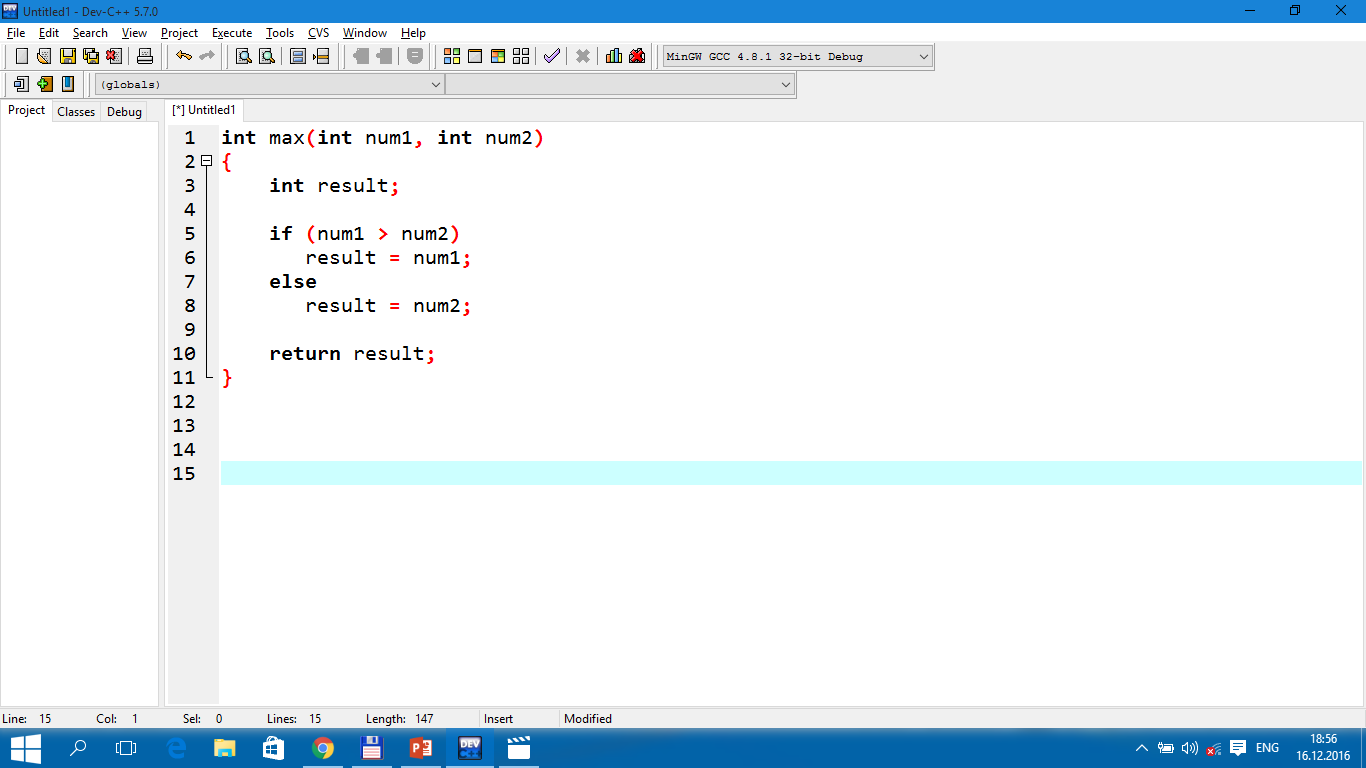 Untitled1 - Dev-C++ 5.7.0
File Edit Search View Project Execute Tools CVS Window Help
MinGW GCC 4.8.1 32-bit Debug
(globals)
Project Classes Debug [*] Untitled1
1 int max(int num1, int num2)
2 {
3 int result;
4
5 if (num1 > num2)
6 result = num1;
7 else
8 result = num2;
9
10 return result;
11 }
12
13
14
15
Line: 15 Col: 1 Sel: 0 Lines: 15 Length: 147 Insert Modified
ENG 18:56
16.12.2016